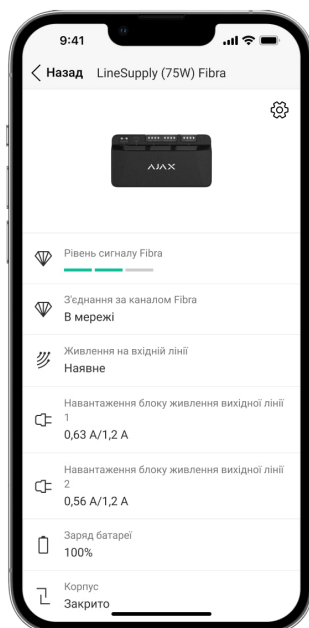 9:41
Назад LineSupply (75W) Fibra
AJAX
Рівень сигналу Fibra
З'єднання за каналом Fibra
В мережі
Живлення на вхідній лінії
Наявне
Навантаження блоку живлення вихідної лінії
1
0,63 А/1,2 А
Навантаження блоку живлення вихідної лінії
2
0,56 А/1,2 А
Заряд батареї
100%
Корпус
Закрито